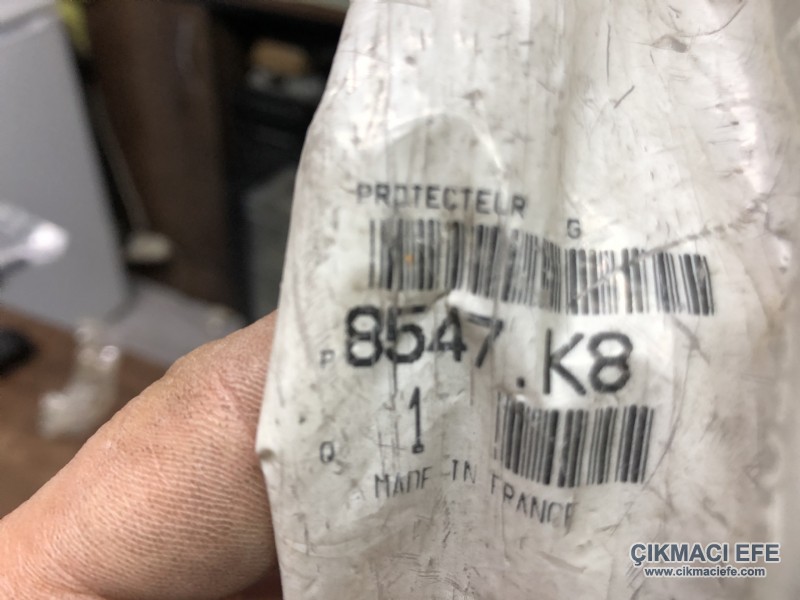 PROTECTEUR G
P 8547.K8
Q 1
MADE IN FRANCE
ÇIKMACI EFE
www.cikmaciefe.com